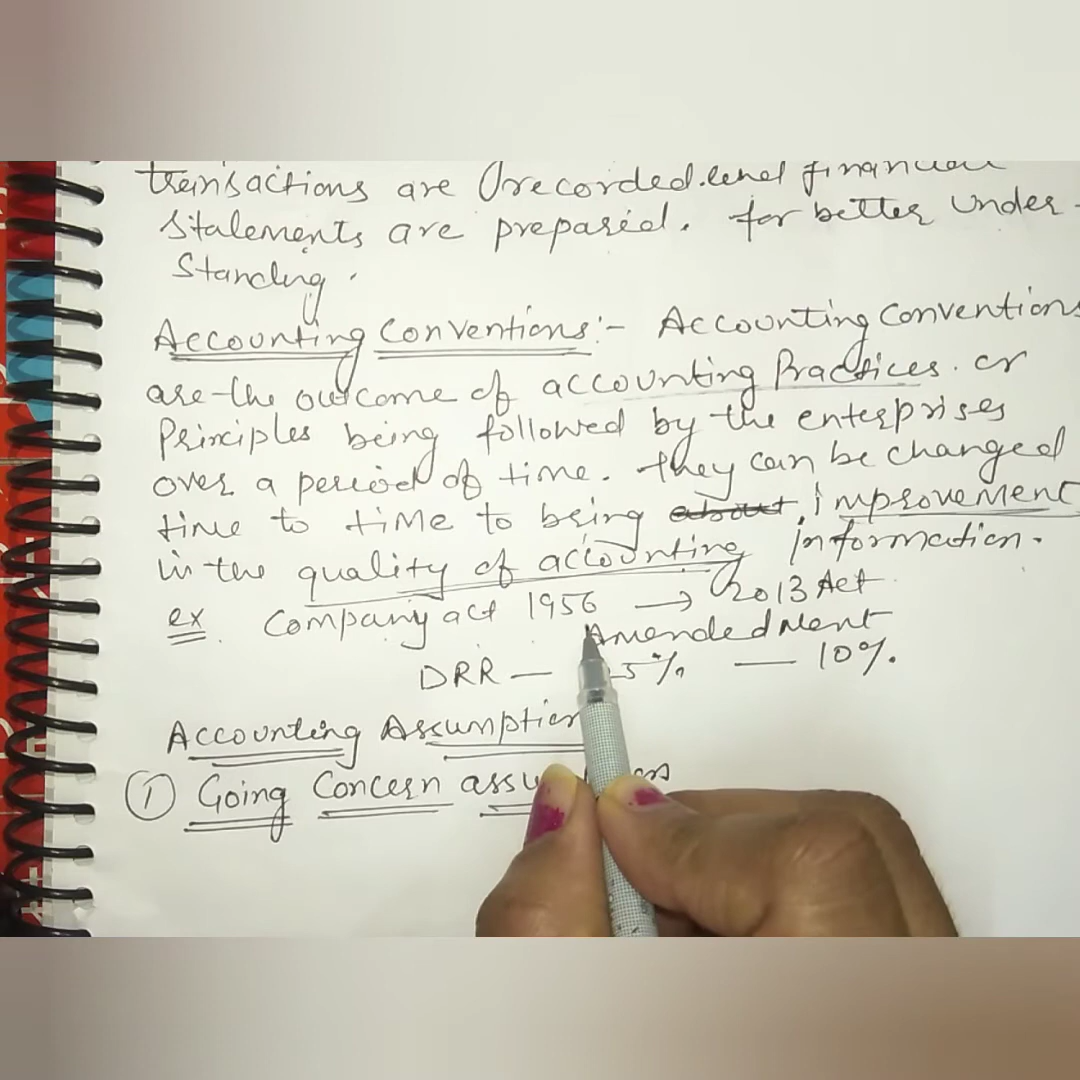 transactions are recorded and financial
Statements are prepared. for better Under-
Standing.
Accounting Conventions:- Accounting Conventions
are the outcome of accounting Practices. or
Principles being followed by the enterprises
over a period of time. they can be changed
time to time to being about improvement
in the quality of accounting information.
ex. Company act 1956 → 2013 Act
Amendedment
DRR — 5% — 10%.
Accounting Assumption
① Going Concern